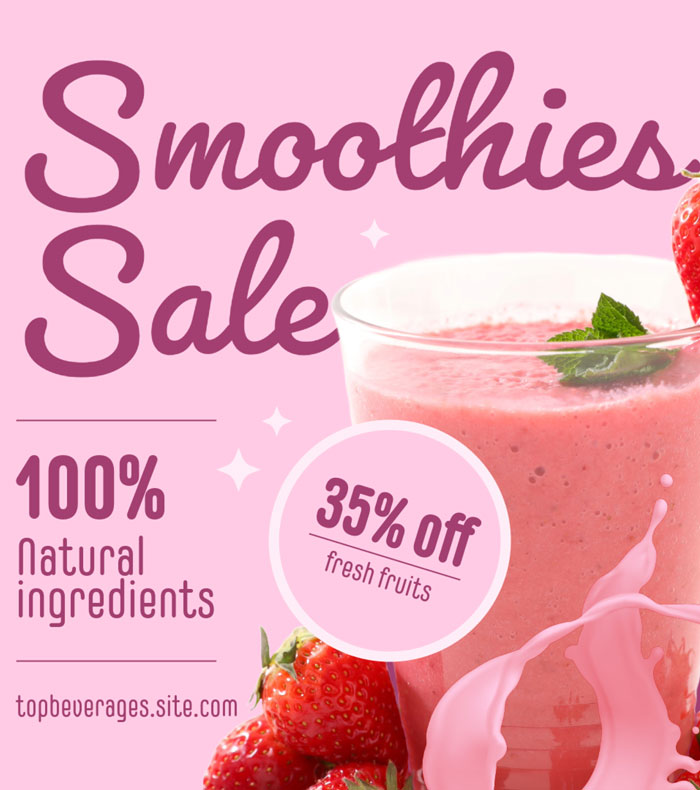 Smoothies
Sale
100%
Natural
ingredients
35% off
fresh fruits
topbeverages.site.com